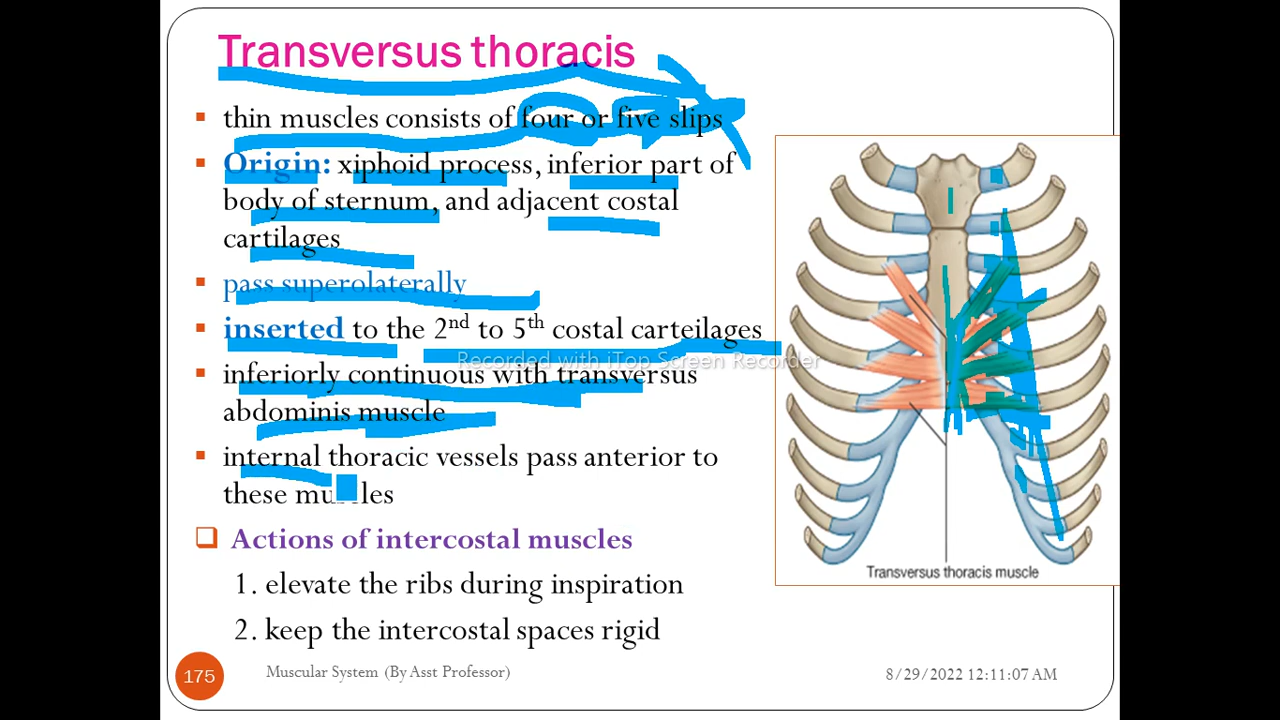 Transversus thoracis
▪ thin muscles consists of four or five slips
▪ Origin: xiphoid process, inferior part of
body of sternum, and adjacent costal
cartilages
▪ pass superolaterally
▪ inserted to the 2nd to 5th costal carteilages
Recorded with iTop Screen Recorder
▪ inferiorly continuous with transversus
abdominis muscle
▪ internal thoracic vessels pass anterior to
these muscles
❑ Actions of intercostal muscles
1. elevate the ribs during inspiration
2. keep the intercostal spaces rigid
Transversus thoracis muscle
175
Muscular System (By Asst Professor)
8/29/2022 12:11:07 AM